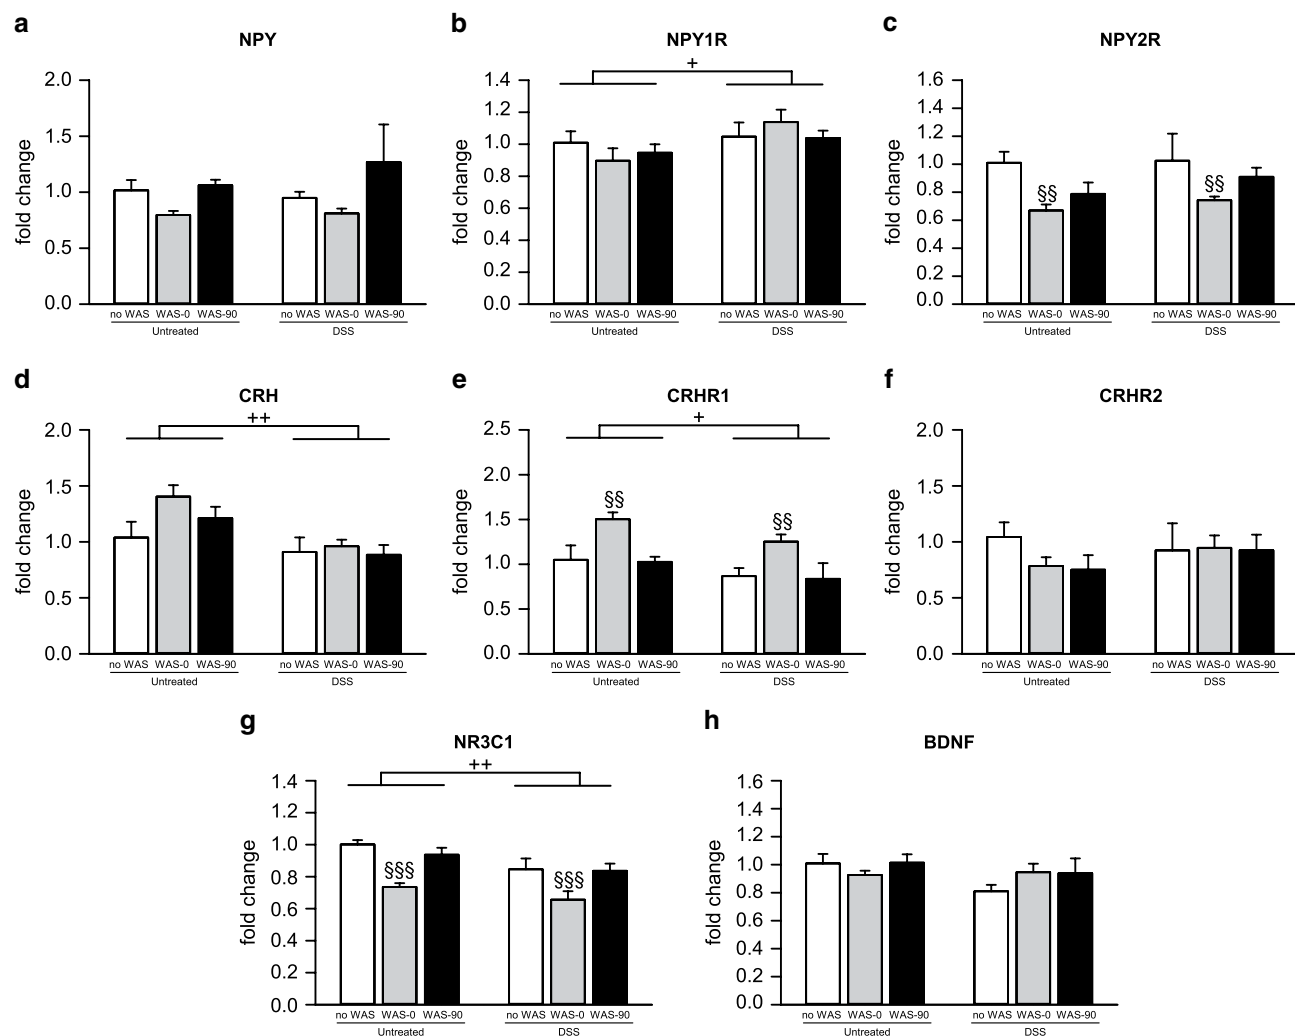 a
NPY
fold change
2.0
1.5
1.0
0.5
0.0
no WAS WAS-0 WAS-90 no WAS WAS-0 WAS-90
Untreated DSS
b
NPY1R
+
fold change
1.4
1.2
1.0
0.8
0.6
0.4
0.2
0.0
no WAS WAS-0 WAS-90 no WAS WAS-0 WAS-90
Untreated DSS
c
NPY2R
fold change
1.6
1.4
1.2
1.0
0.8
0.6
0.4
0.2
0.0
§§ §§
no WAS WAS-0 WAS-90 no WAS WAS-0 WAS-90
Untreated DSS
d
CRH
++
fold change
2.0
1.5
1.0
0.5
0.0
no WAS WAS-0 WAS-90 no WAS WAS-0 WAS-90
Untreated DSS
e
CRHR1
+
fold change
2.5
2.0
1.5
1.0
0.5
0.0
§§ §§
no WAS WAS-0 WAS-90 no WAS WAS-0 WAS-90
Untreated DSS
f
CRHR2
fold change
2.0
1.5
1.0
0.5
0.0
no WAS WAS-0 WAS-90 no WAS WAS-0 WAS-90
Untreated DSS
g
NR3C1
++
fold change
1.4
1.2
1.0
0.8
0.6
0.4
0.2
0.0
§§§ §§§
no WAS WAS-0 WAS-90 no WAS WAS-0 WAS-90
Untreated DSS
h
BDNF
fold change
1.6
1.4
1.2
1.0
0.8
0.6
0.4
0.2
0.0
no WAS WAS-0 WAS-90 no WAS WAS-0 WAS-90
Untreated DSS